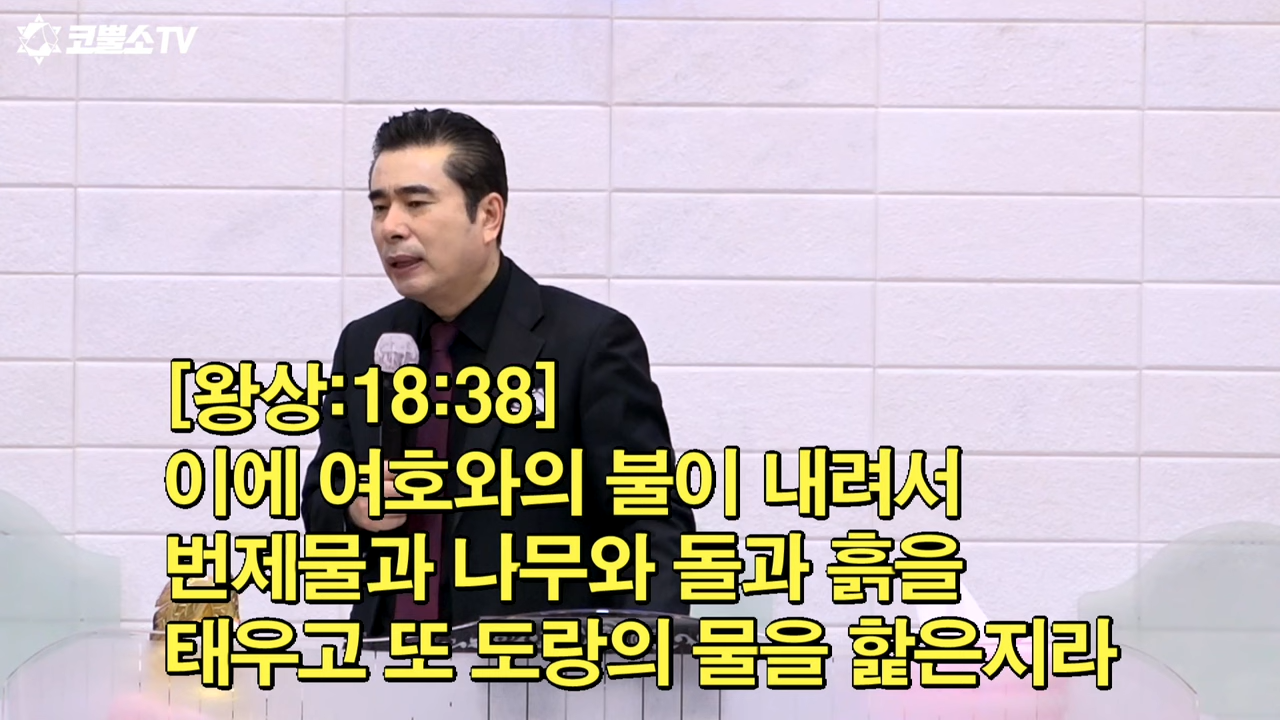 코뿔소TV
[왕상:18:38]
이에 여호와의 불이 내려서
번제물과 나무와 돌과 흙을
태우고 또 도랑의 물을 핥은지라